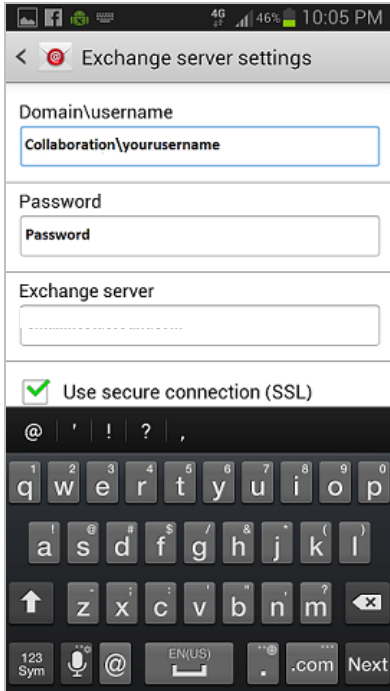 4G 46% 10:05 PM
< Exchange server settings
Domain\username
Collaboration\yourusername
Password
Password
Exchange server
Use secure connection (SSL)
@ ' ! ? ,
1 2 3 4 5 6 7 8 9 0
q w e r t y u i o p
! @ # $ / & * ( )
a s d f g h j k l
- ; : ?
z x c v b n m
123 Sym @ EN(US) . .com Next